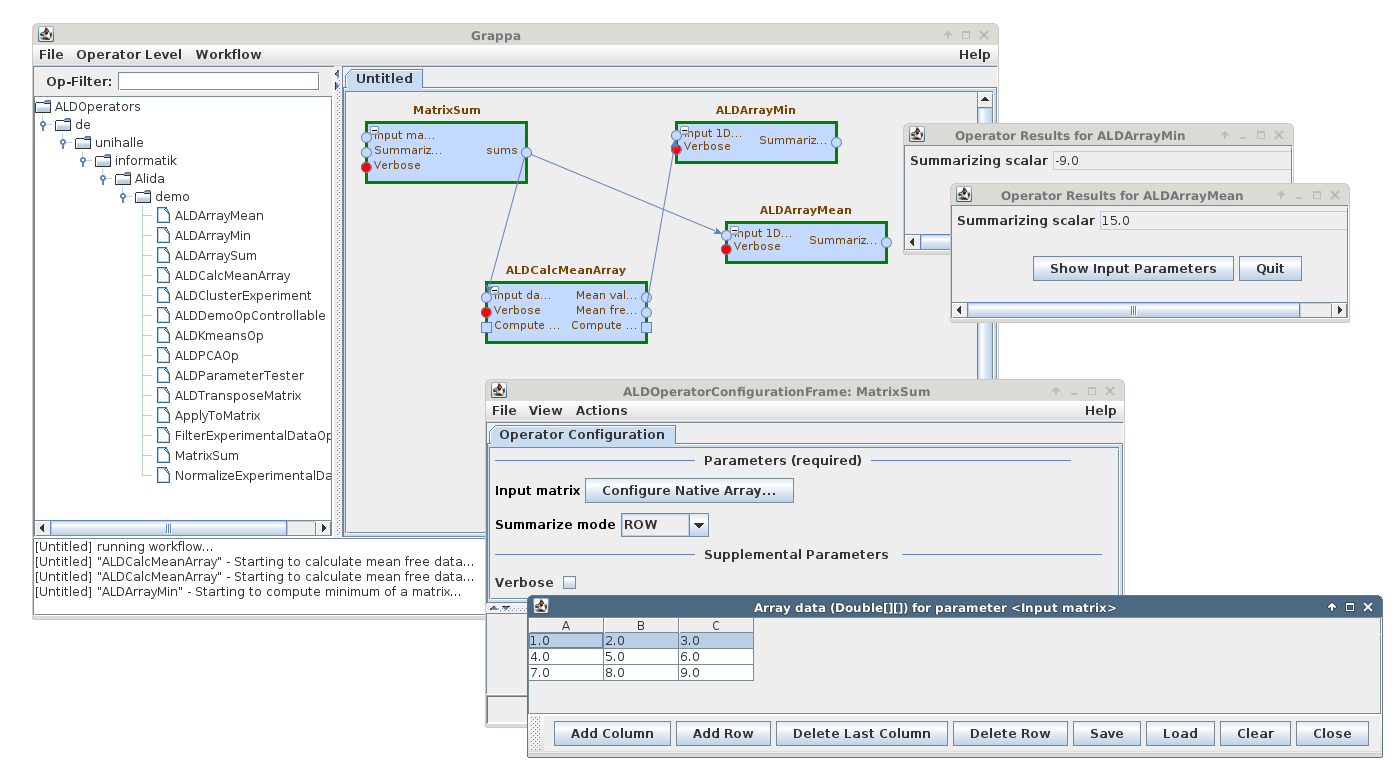 Grappa
File Operator Level Workflow Help
Op-Filter:
ALDOperators
de
unihalle
informatik
Alida
demo
ALDArrayMean
ALDArrayMin
ALDArraySum
ALDCalcMeanArray
ALDClusterExperiment
ALDDemoOpControllable
ALDKmeansOp
ALDPCAOp
ALDParameterTester
ALDTransposeMatrix
ApplyToMatrix
FilterExperimentalDataOp
MatrixSum
NormalizeExperimentalDa
Untitled
MatrixSum
Input ma...
Summariz... sums
Verbose
ALDArrayMin
Input 1D... Summariz...
Verbose
ALDArrayMean
Input 1D... Summariz...
Verbose
ALDCalcMeanArray
Input da... Mean val...
Verbose Mean fre...
Compute ... Compute ...
[Untitled] running workflow...
[Untitled] "ALDCalcMeanArray" - Starting to calculate mean free data...
[Untitled] "ALDCalcMeanArray" - Starting to calculate mean free data...
[Untitled] "ALDArrayMin" - Starting to compute minimum of a matrix...
Operator Results for ALDArrayMin
Summarizing scalar -9.0
Operator Results for ALDArrayMean
Summarizing scalar 15.0
Show Input Parameters Quit
ALDOperatorConfigurationFrame: MatrixSum
File View Actions Help
Operator Configuration
Parameters (required)
Input matrix Configure Native Array...
Summarize mode ROW
Supplemental Parameters
Verbose
Array data (Double[][]) for parameter <Input matrix>
A B C
1.0 2.0 3.0
4.0 5.0 6.0
7.0 8.0 9.0
Add Column Add Row Delete Last Column Delete Row Save Load Clear Close